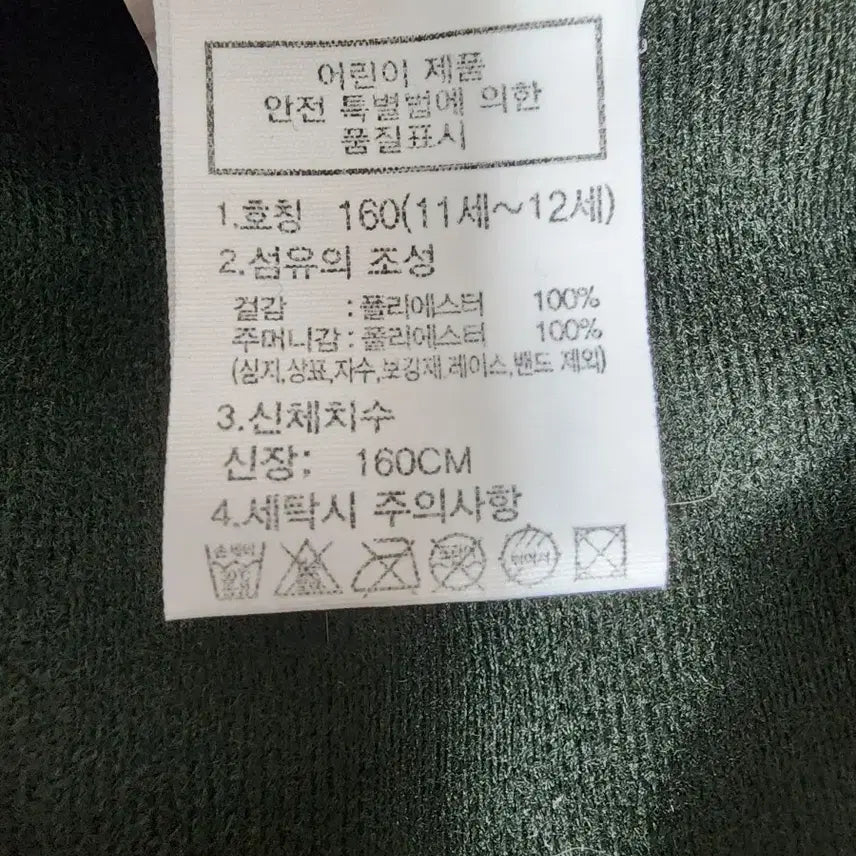 어린이 제품
안전 특별법에 의한
품질표시
1.호칭 160(11세~12세)
2.섬유의 조성
겉감 :폴리에스터 100%
주머니감:폴리에스터 100%
(심지,상표,자수,보강재,레이스,밴드 제외)
3.신체치수
신장; 160CM
4.세탁시 주의사항